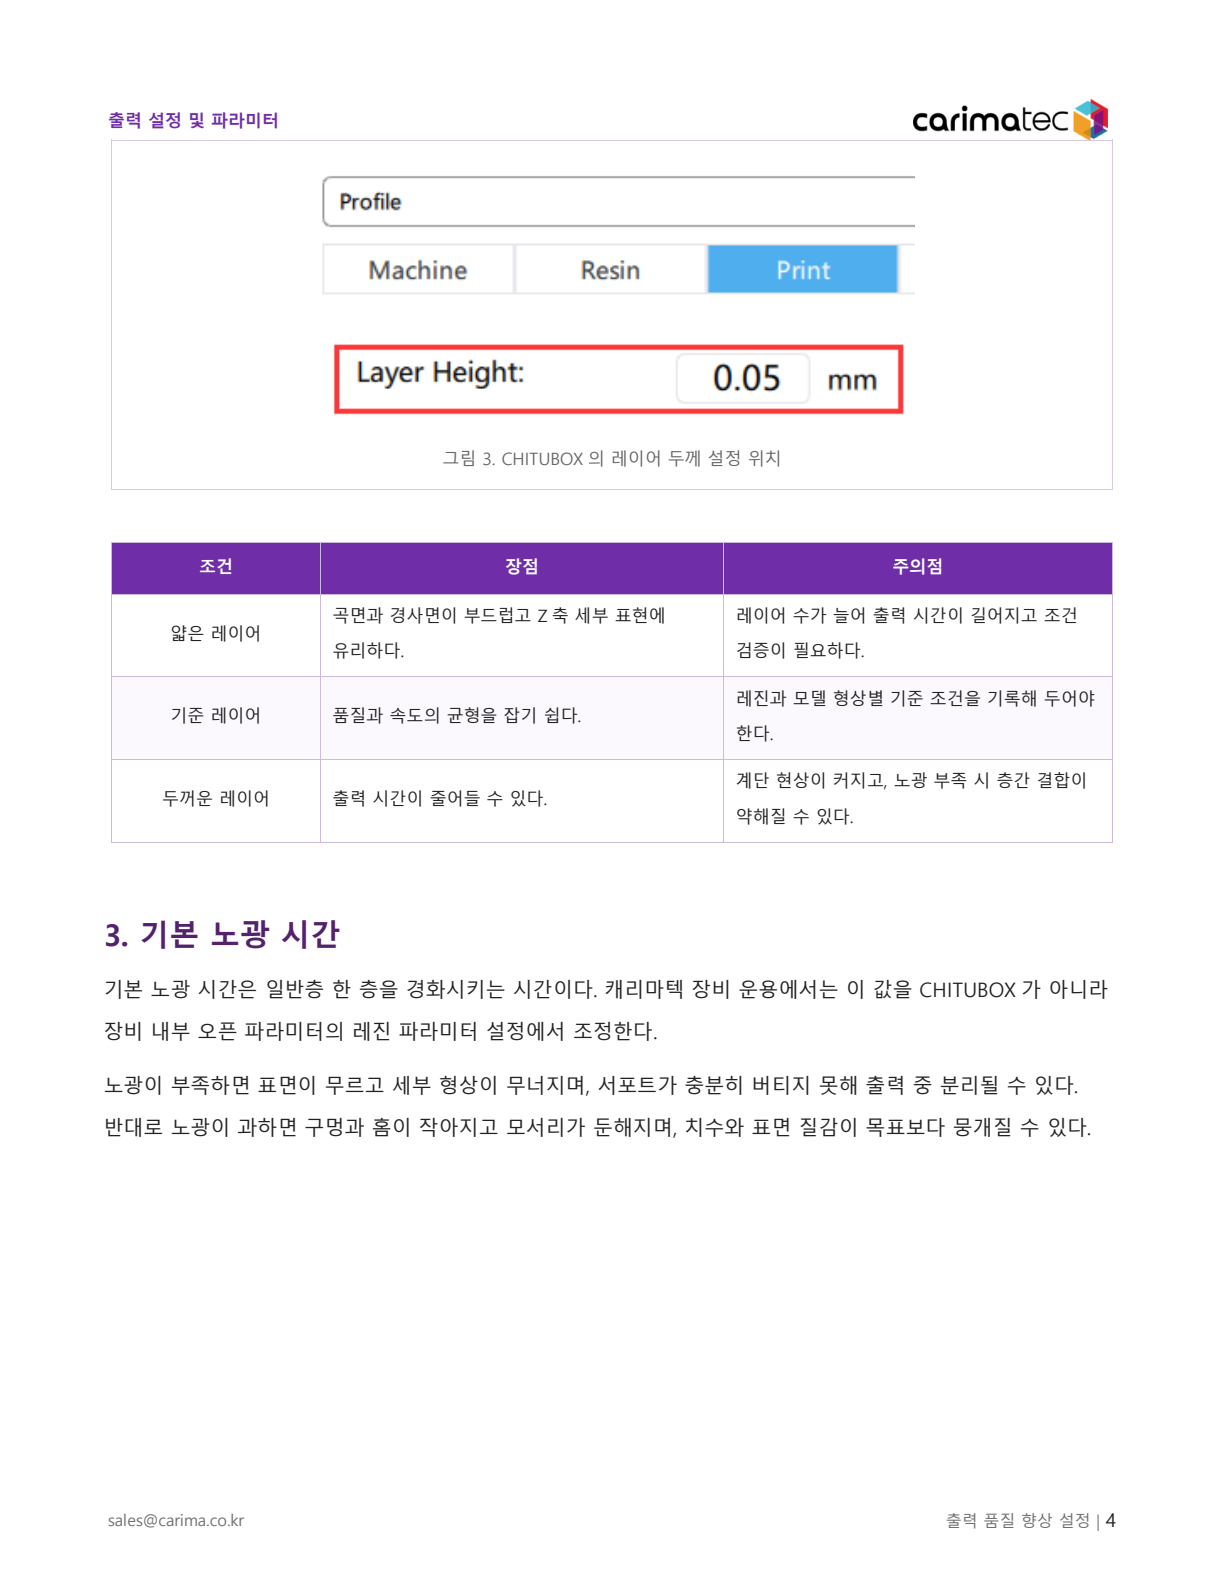 출력 설정 및 파라미터
carimatec
Profile
Machine Resin Print
Layer Height: 0.05 mm
그림 3. CHITUBOX 의 레이어 두께 설정 위치
조건 장점 주의점
얇은 레이어
곡면과 경사면이 부드럽고 Z 축 세부 표현에
유리하다.
레이어 수가 늘어 출력 시간이 길어지고 조건
검증이 필요하다.
기준 레이어
품질과 속도의 균형을 잡기 쉽다.
레진과 모델 형상별 기준 조건을 기록해 두어야
한다.
두꺼운 레이어
출력 시간이 줄어들 수 있다.
계단 현상이 커지고, 노광 부족 시 층간 결합이
약해질 수 있다.
3. 기본 노광 시간
기본 노광 시간은 일반층 한 층을 경화시키는 시간이다. 캐리마텍 장비 운용에서는 이 값을 CHITUBOX 가 아니라
장비 내부 오픈 파라미터의 레진 파라미터 설정에서 조정한다.
노광이 부족하면 표면이 무르고 세부 형상이 무너지며, 서포트가 충분히 버티지 못해 출력 중 분리될 수 있다.
반대로 노광이 과하면 구멍과 홈이 작아지고 모서리가 둔해지며, 치수와 표면 질감이 목표보다 뭉개질 수 있다.
sales@carima.co.kr
출력 품질 향상 설정 | 4